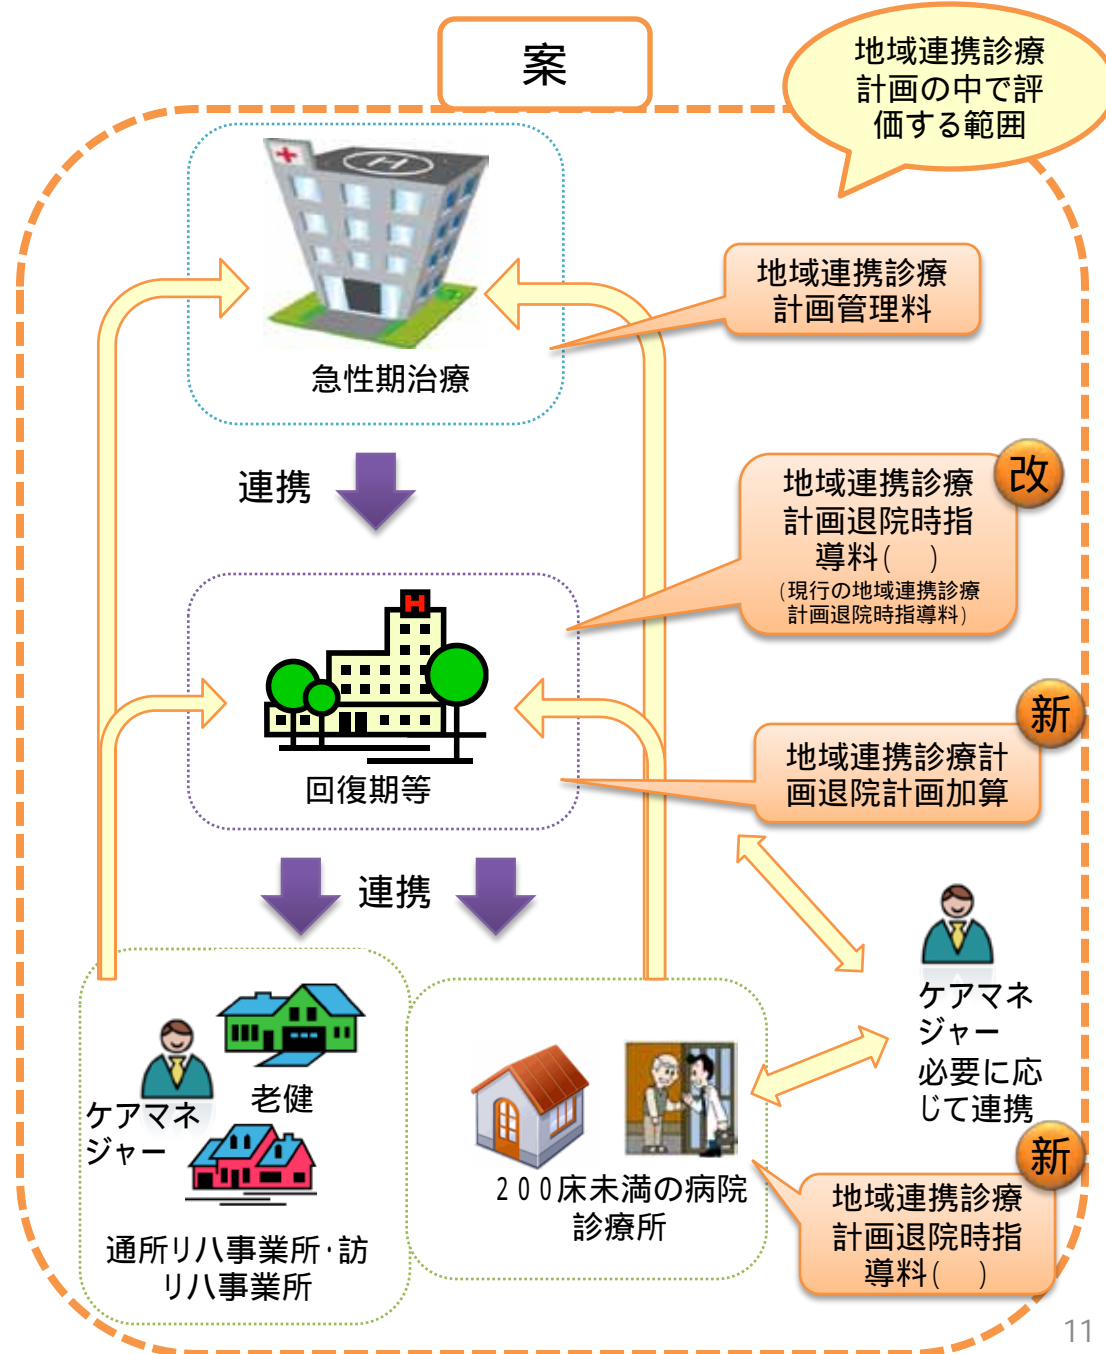 案
地域連携診療
計画の中で評
価する範囲
地域連携診療
計画管理料
急性期治療
連携
改
地域連携診療
計画退院時指
導料(　)
(現行の地域連携診療
計画退院時指導料)
H
新
地域連携診療計
画退院計画加算
回復期等
連携
ケアマネ
ジャー
必要に応
じて連携
老健
ケアマネ
ジャー
200床未満の病院
診療所
新
地域連携診療
計画退院時指
導料(　)
通所リハ事業所・訪
リハ事業所
11